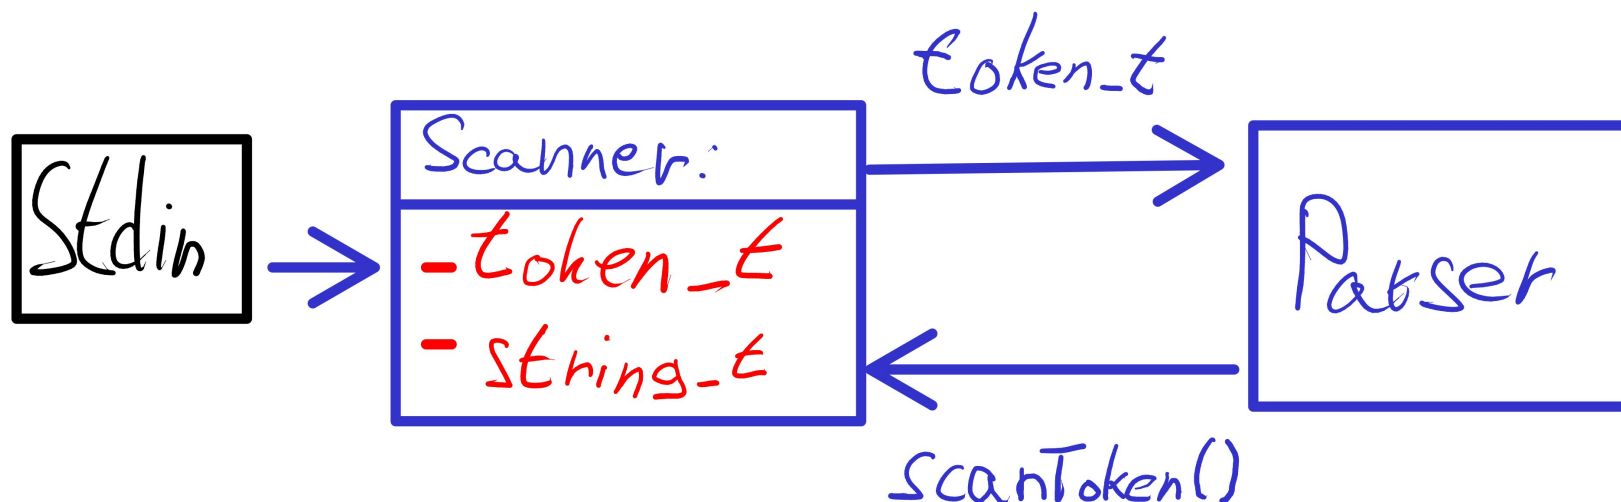 token_t
Stdin
Scanner:
- token_t
- string_t
Parser
scanToken()